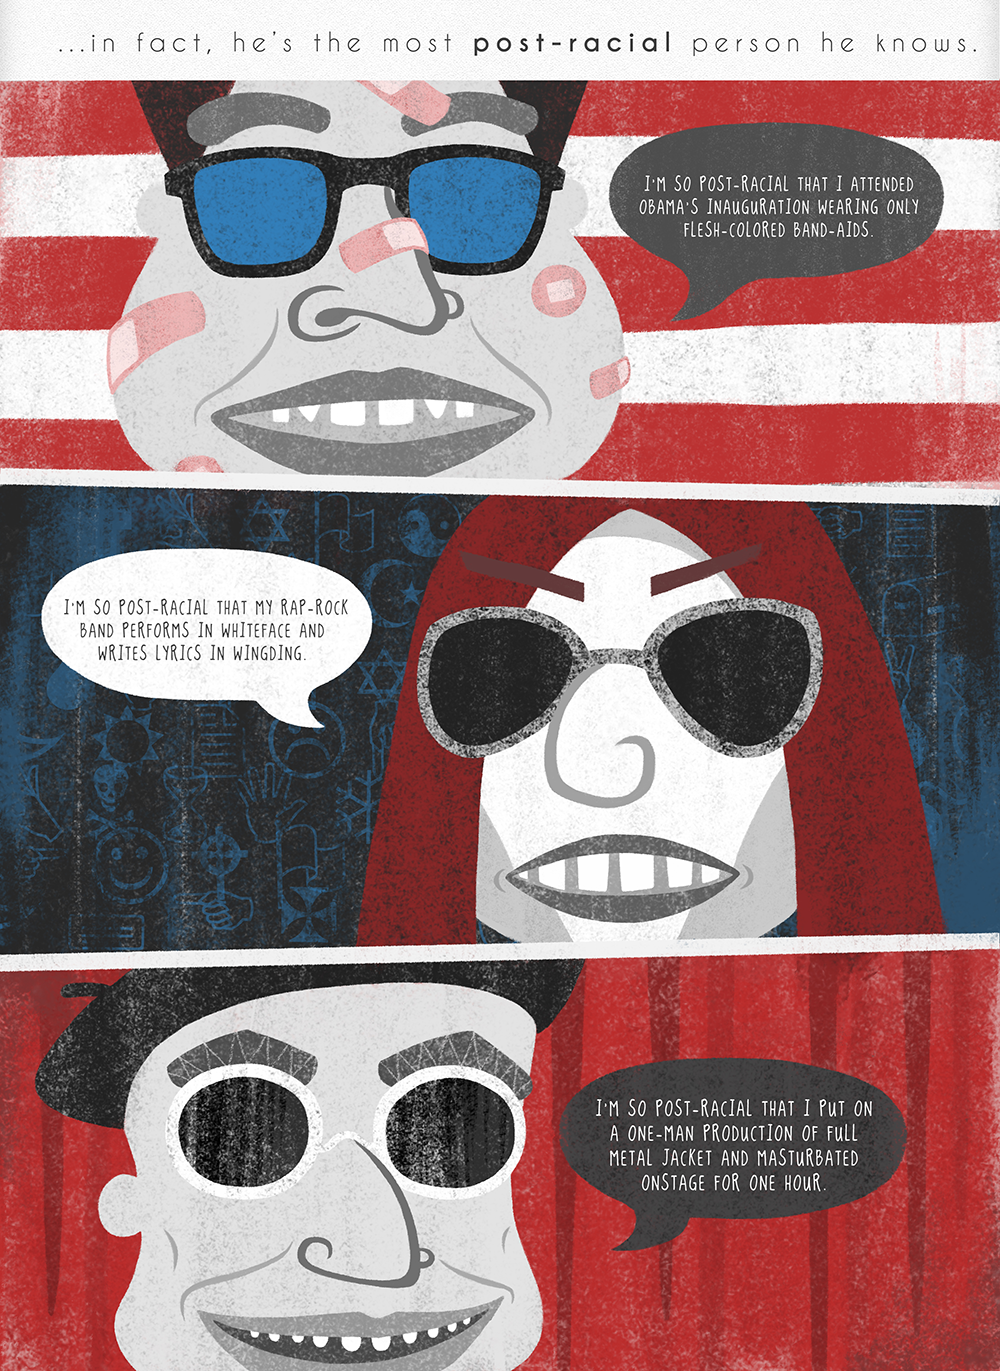 ...in fact, he's the most post-racial person he knows.
I'M SO POST-RACIAL THAT I ATTENDED
OBAMA'S INAUGURATION WEARING ONLY
FLESH-COLORED BAND-AIDS.
I'M SO POST-RACIAL THAT MY RAP-ROCK
BAND PERFORMS IN WHITEFACE AND
WRITES LYRICS IN WINGDING.
I'M SO POST-RACIAL THAT I PUT ON
A ONE-MAN PRODUCTION OF FULL
METAL JACKET AND MASTURBATED
ONSTAGE FOR ONE HOUR.